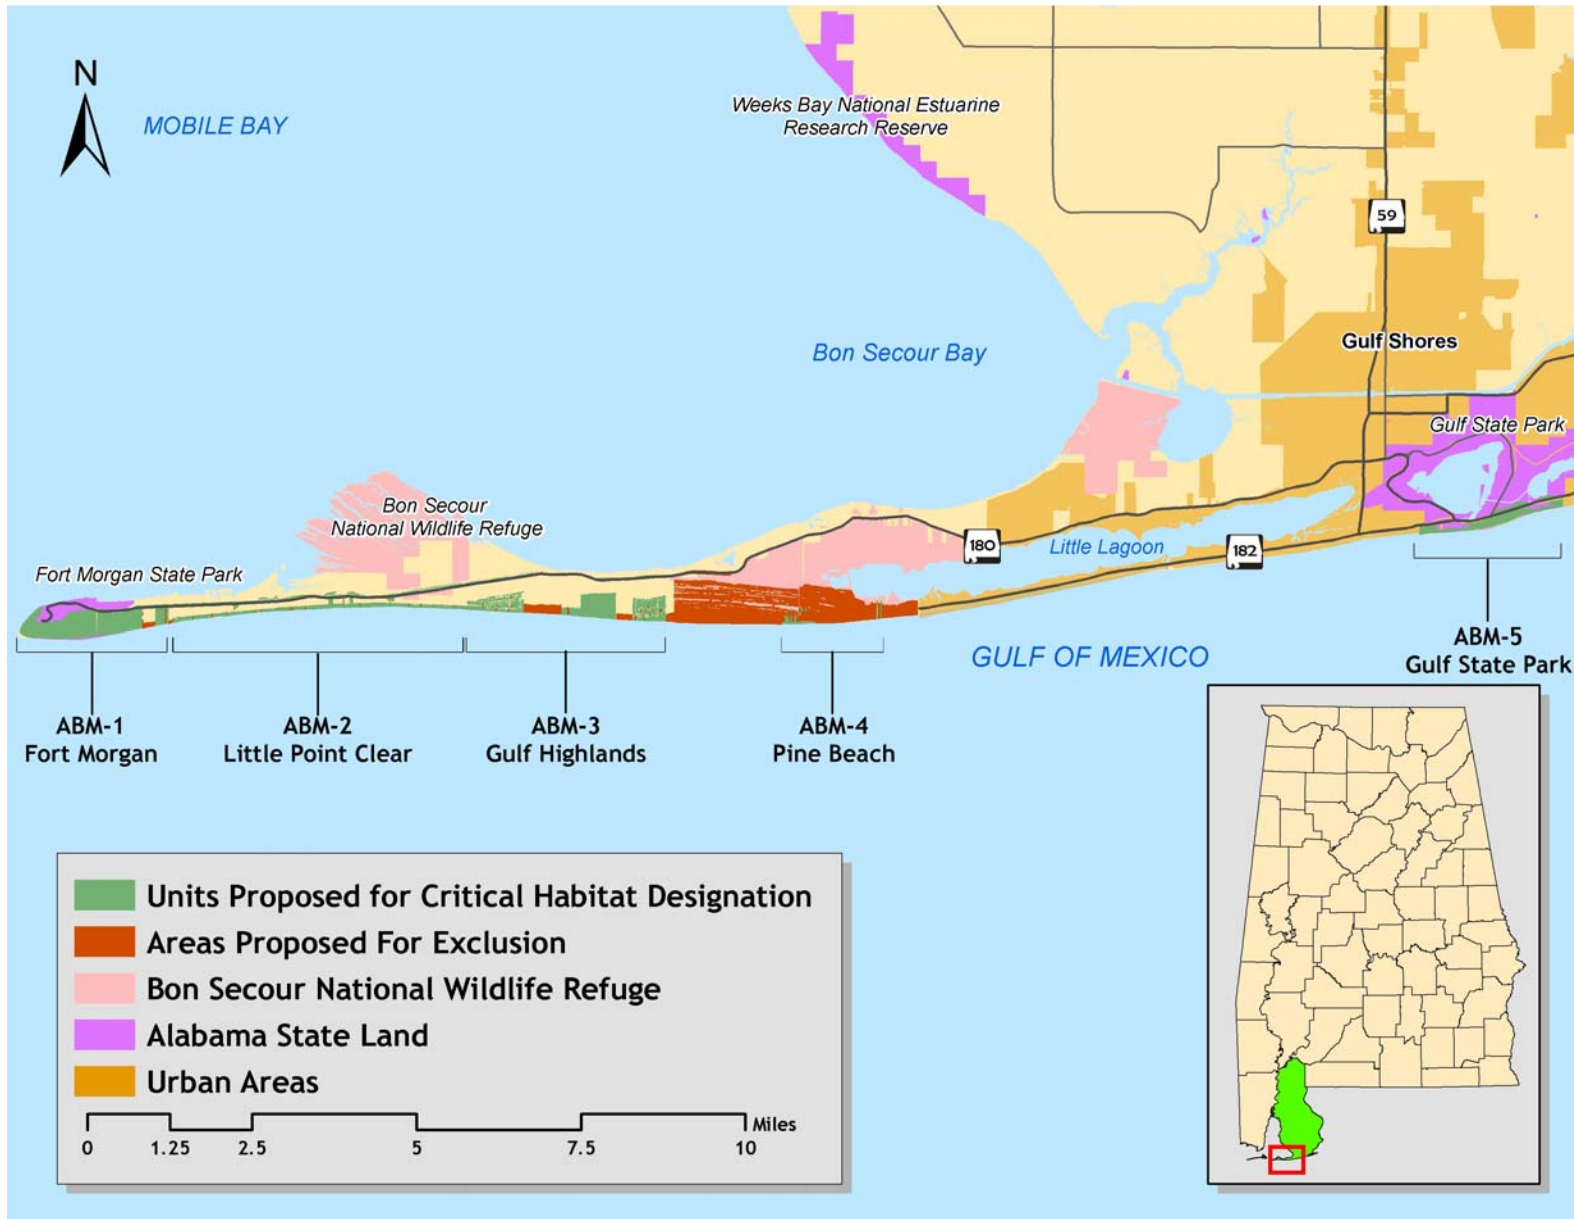 N
MOBILE BAY
Weeks Bay National Estuarine
Research Reserve
59
Bon Secour Bay
Gulf Shores
Gulf State Park
Bon Secour
National Wildlife Refuge
180
Little Lagoon
182
Fort Morgan State Park
GULF OF MEXICO
ABM-5
Gulf State Park
ABM-1
Fort Morgan
ABM-2
Little Point Clear
ABM-3
Gulf Highlands
ABM-4
Pine Beach
Units Proposed for Critical Habitat Designation
Areas Proposed For Exclusion
Bon Secour National Wildlife Refuge
Alabama State Land
Urban Areas
Miles
0 1.25 2.5 5 7.5 10